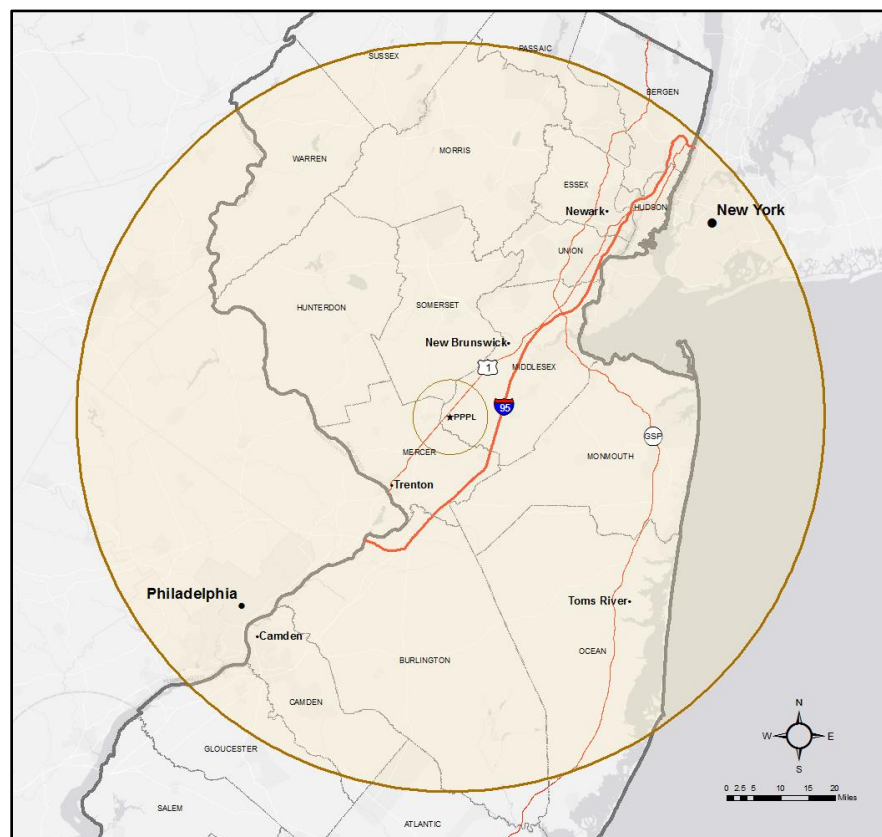 PASSAIC
SUSSEX
BERGEN
MORRIS
WARREN
ESSEX
Newark
HUDSON
New York
UNION
SOMERSET
HUNTERDON
New Brunswick
1
MIDDLESEX
95
PPPL
GSP
MERCER
MONMOUTH
Trenton
Philadelphia
Toms River
Camden
OCEAN
BURLINGTON
CAMDEN
N
W E
S
GLOUCESTER
0 2.5 5 10 15 20
Miles
SALEM
ATLANTIC